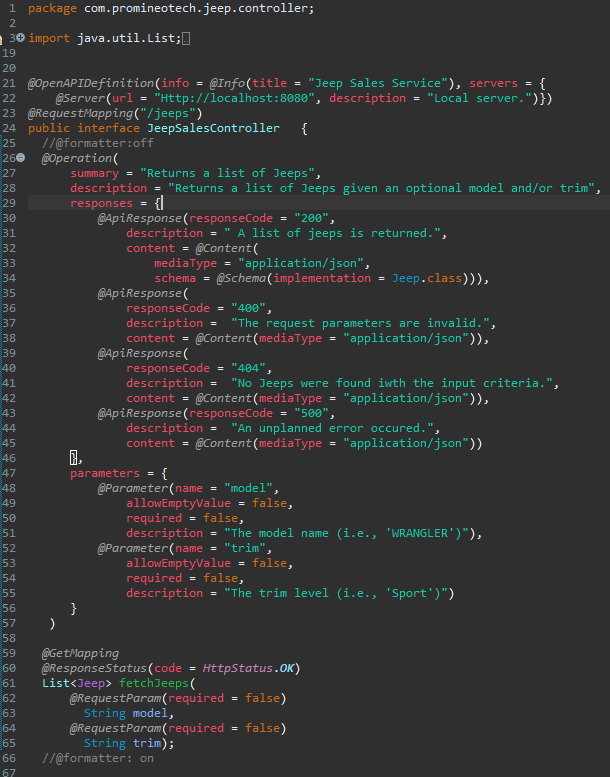 1 package com.promineotech.jeep.controller;
2
3 import java.util.List;
19
20
21 @OpenAPIDefinition(info = @Info(title = "Jeep Sales Service"), servers = {
22     @Server(url = "Http://localhost:8080", description = "Local server.")})
23 @RequestMapping("/jeeps")
24 public interface JeepSalesController   {
25   //@formatter:off
26   @Operation(
27       summary = "Returns a list of Jeeps",
28       description = "Returns a list of Jeeps given an optional model and/or trim",
29       responses = {
30           @ApiResponse(responseCode = "200",
31               description = " A list of jeeps is returned.",
32               content = @Content(
33                   mediaType = "application/json",
34                   schema = @Schema(implementation = Jeep.class))),
35           @ApiResponse(
36               responseCode = "400",
37               description =  "The request parameters are invalid.",
38               content = @Content(mediaType = "application/json")),
39           @ApiResponse(
40               responseCode = "404",
41               description =  "No Jeeps were found iwth the input criteria.",
42               content = @Content(mediaType = "application/json")),
43           @ApiResponse(responseCode = "500",
44               description =  "An unplanned error occured.",
45               content = @Content(mediaType = "application/json"))
46       },
47       parameters = {
48           @Parameter(name = "model",
49               allowEmptyValue = false,
50               required = false,
51               description = "The model name (i.e., 'WRANGLER')"),
52           @Parameter(name = "trim",
53               allowEmptyValue = false,
54               required = false,
55               description = "The trim level (i.e., 'Sport')")
56       }
57    )
58
59   @GetMapping
60   @ResponseStatus(code = HttpStatus.OK)
61   List<Jeep> fetchJeeps(
62       @RequestParam(required = false)
63         String model,
64       @RequestParam(required = false)
65         String trim);
66   //@formatter: on
67